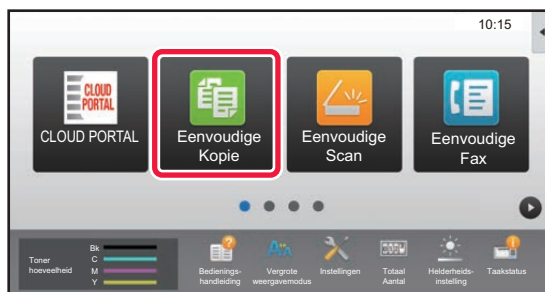 10:15
CLOUD
PORTAL
CLOUD PORTAL
Eenvoudige
Kopie
Eenvoudige
Scan
Eenvoudige
Fax
Toner
hoeveelheid
Bk
C
M
Y
Bedienings-
handleiding
Vergrote
weergavemodus
Instellingen
Totaal
Aantal
Helderheids-
instelling
Taakstatus